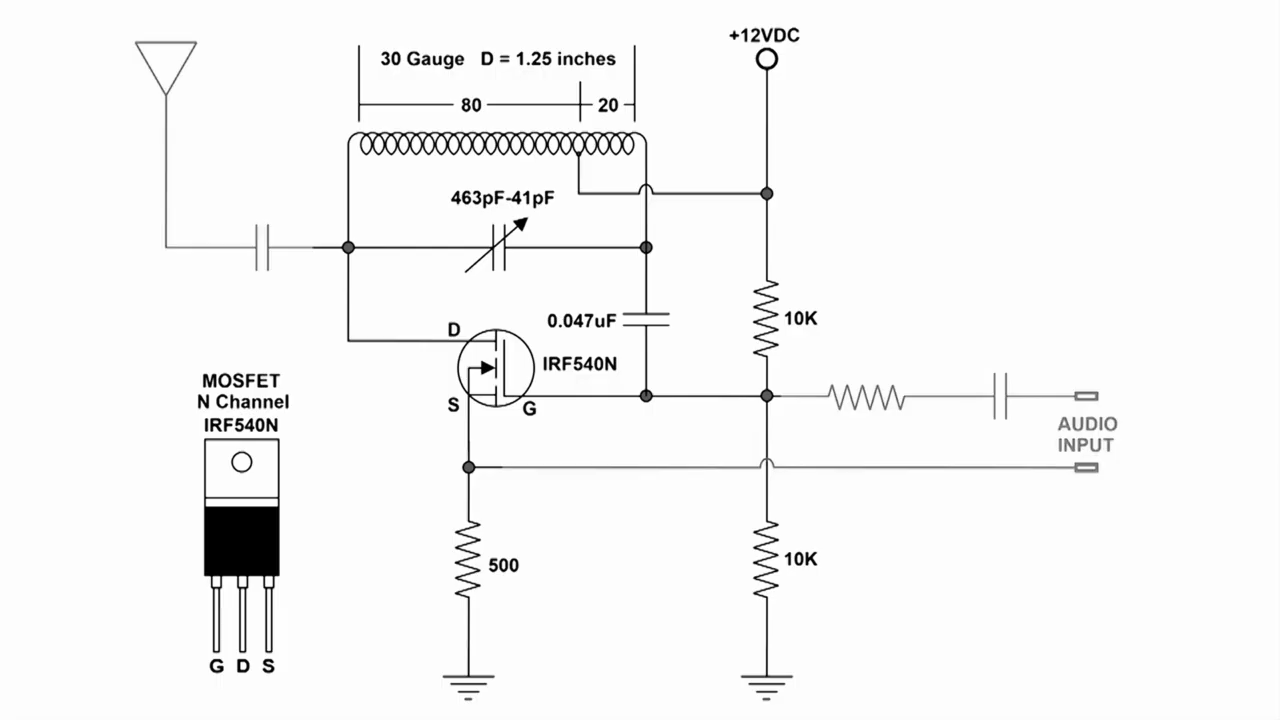 +12VDC
30 Gauge D = 1.25 inches
80
20
463pF-41pF
10K
0.047uF
D
IRF540N
S
G
MOSFET
N Channel
IRF540N
AUDIO
INPUT
500
10K
G D S